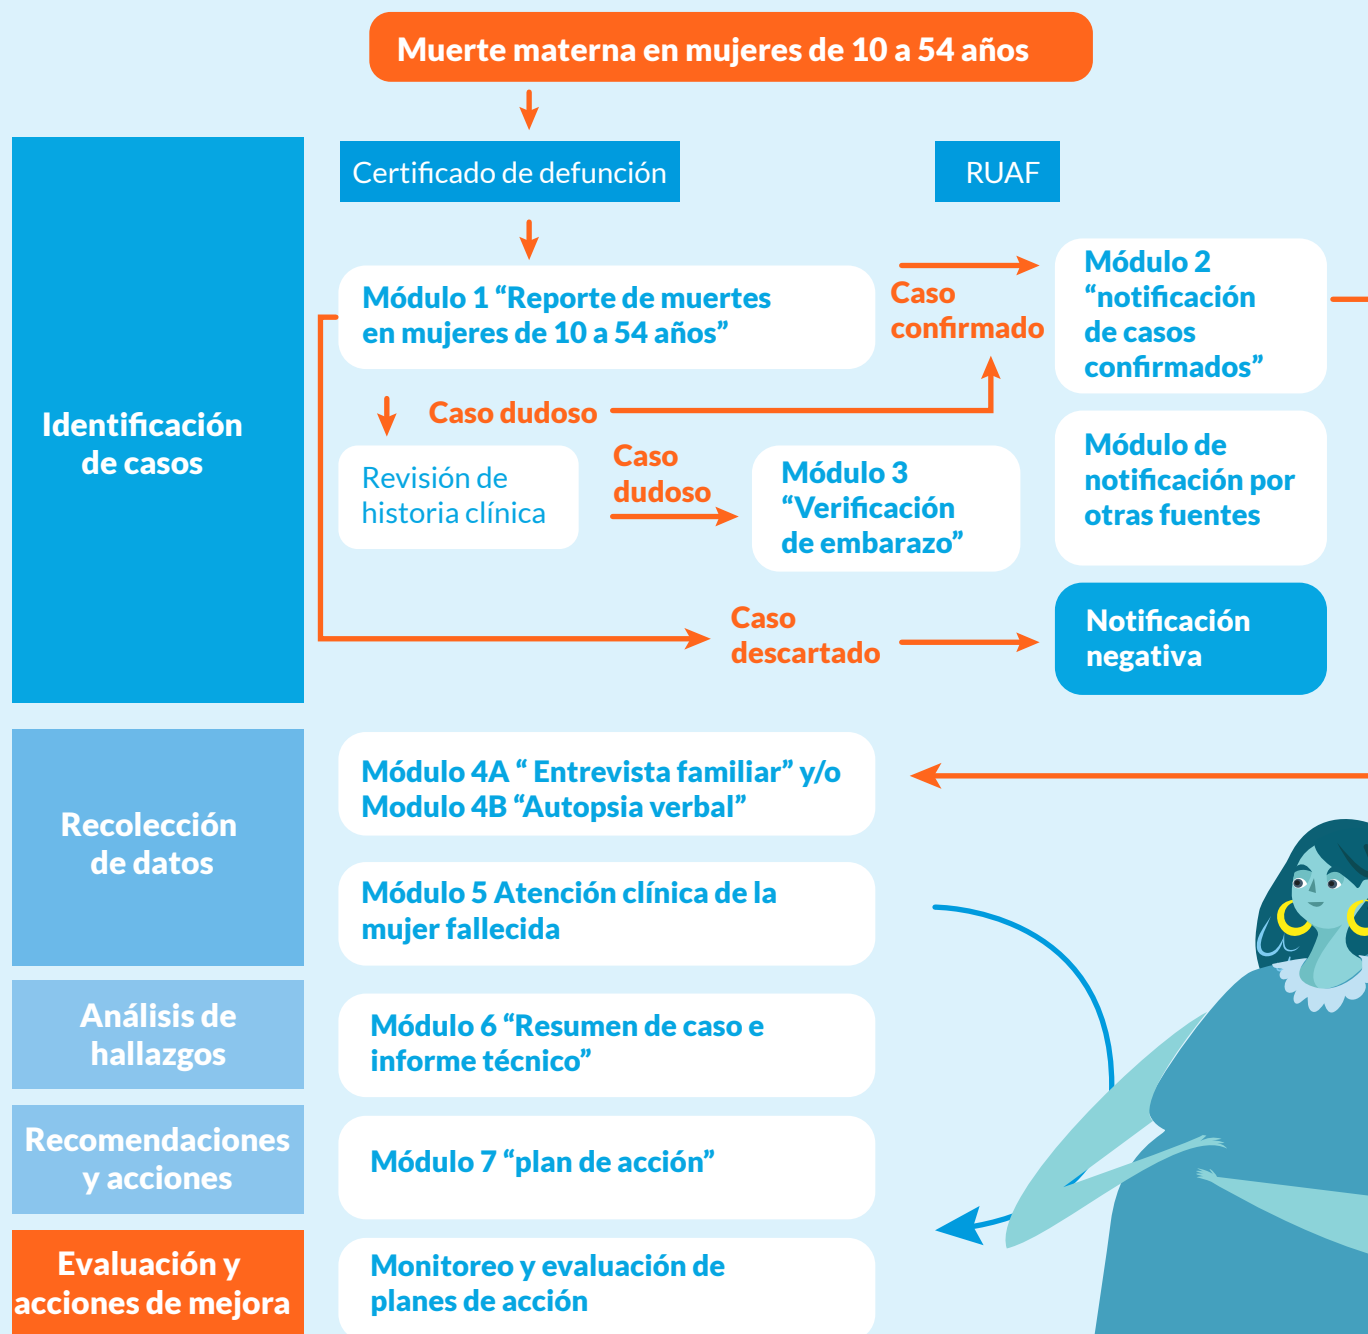 Muerte materna en mujeres de 10 a 54 años
Certificado de defunción
RUAF
Identificación
de casos
Módulo 1 “Reporte de muertes
en mujeres de 10 a 54 años”
Caso
confirmado
Módulo 2
“notificación
de casos
confirmados”
Caso dudoso
Revisión de
historia clínica
Caso
dudoso
Módulo 3
“Verificación
de embarazo”
Módulo de
notificación por
otras fuentes
Caso
descartado
Notificación
negativa
Recolección
de datos
Módulo 4A “ Entrevista familiar” y/o
Modulo 4B “Autopsia verbal”
Módulo 5 Atención clínica de la
mujer fallecida
Análisis de
hallazgos
Módulo 6 “Resumen de caso e
informe técnico”
Recomendaciones
y acciones
Módulo 7 “plan de acción”
Evaluación y
acciones de mejora
Monitoreo y evaluación de
planes de acción